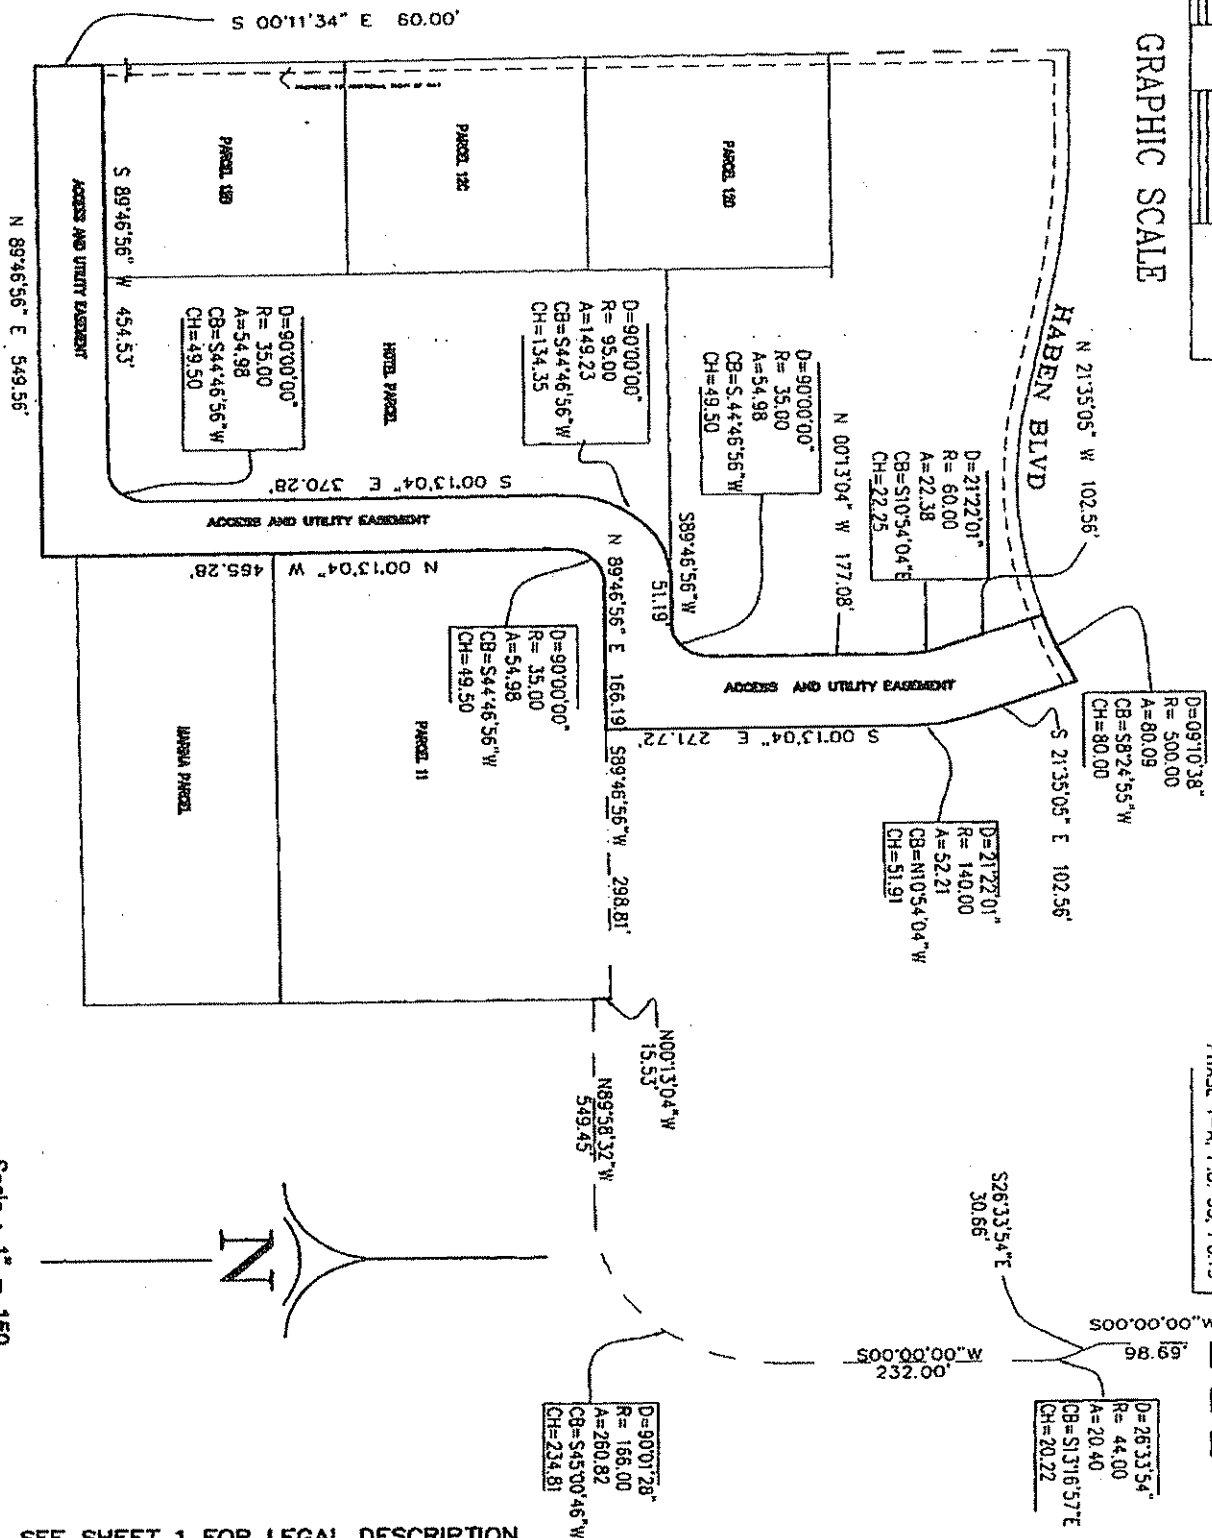 S 00°11'34" E 60.00'
GRAPHIC SCALE
HABEN BLVD
N 21°35'05" W 102.56'
D=09°10'38"
R= 500.00
A=80.09
CB=S8°24'55"W
CH=80.00
S 21°35'05" E 102.56'
D=21°22'01"
R= 60.00
A=22.38
CB=S10°54'04"E
CH=22.25
D=21°22'01"
R= 140.00
A=52.21
CB=N10°54'04"W
CH=51.91
N 00°13'04" W 177.08'
ACCESS AND UTILITY EASEMENT
S 00°13'04" E 271.72'
D=90°00'00"
R= 35.00
A=54.98
CB=S.44°46'56"W
CH=49.50
S89°46'56"W
51.19'
D=90°00'00"
R= 95.00
A=149.23
CB=S44°46'56"W
CH=134.35
N 89°46'56" E 166.19'
S89°46'56"W 298.81'
PARCEL 12D
PARCEL 12C
PARCEL 12B
HOTEL PARCEL
S 00°13'04" E 370.28'
ACCESS AND UTILITY EASEMENT
N 00°13'04" W 465.28'
D=90°00'00"
R= 35.00
A=54.98
CB=S44°46'56"W
CH=49.50
PARCEL 11
MARINA PARCEL
D=90°00'00"
R= 35.00
A=54.98
CB=S44°46'56"W
CH=49.50
S 89°46'56" W 454.53'
ACCESS AND UTILITY EASEMENT
N 89°46'56" E 549.56'
N00°13'04"W
15.53'
N89°58'32"W
549.45'
S26°33'54"E
30.66'
S00°00'00"W
98.69'
S00°00'00"W
232.00'
D=26°33'54"
R= 44.00
A=20.40
CB=S13°16'57"E
CH=20.22
D=90°01'28"
R= 166.00
A=260.82
CB=S45°00'46"W
CH=234.81
N
Scale : 1" = 150
SEE SHEET 1 FOR LEGAL DESCRIPTION